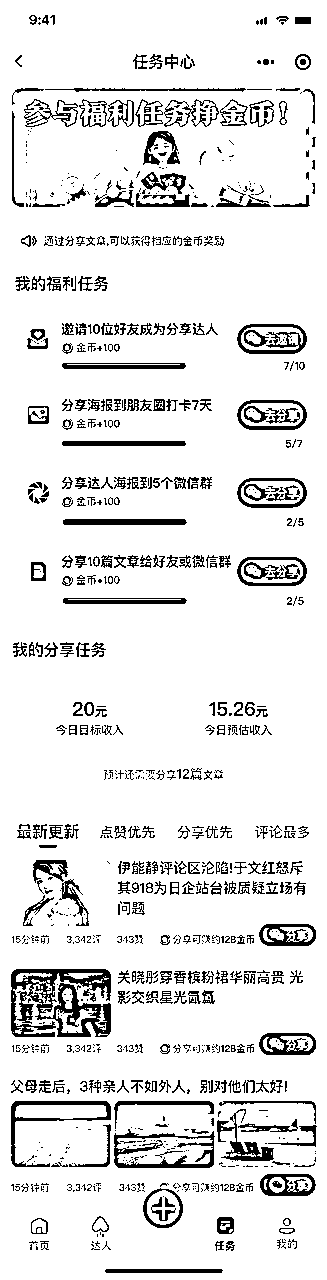 9:41
任务中心
参与福利任务挣金币！
通过分享文章,可以获得相应的金币奖励
我的福利任务
邀请10位好友成为分享达人
金币+100
去邀请
7/10
分享海报到朋友圈打卡7天
金币+100
去分享
5/7
分享达人海报到5个微信群
金币+100
去分享
2/5
分享10篇文章给好友或微信群
金币+100
去分享
2/5
我的分享任务
20元
15.26元
今日目标收入
今日预估收入
预计还需要分享12篇文章
最新更新 点赞优先 分享优先 评论最多
伊能静评论区沦陷!于文红怒斥
其918为日企站台被质疑立场有
问题
15分钟前 3,342评 343赞 分享可领约128金币 分享
关晓彤穿香槟粉裙华丽高贵 光
影交织星光氤氲
15分钟前 3,342评 343赞 分享可领约128金币 分享
父母走后，3种亲人不如外人，别对他们太好!
15分钟前 3,342评 343赞 分享可领约128金币 分享
首页 达人 任务 我的